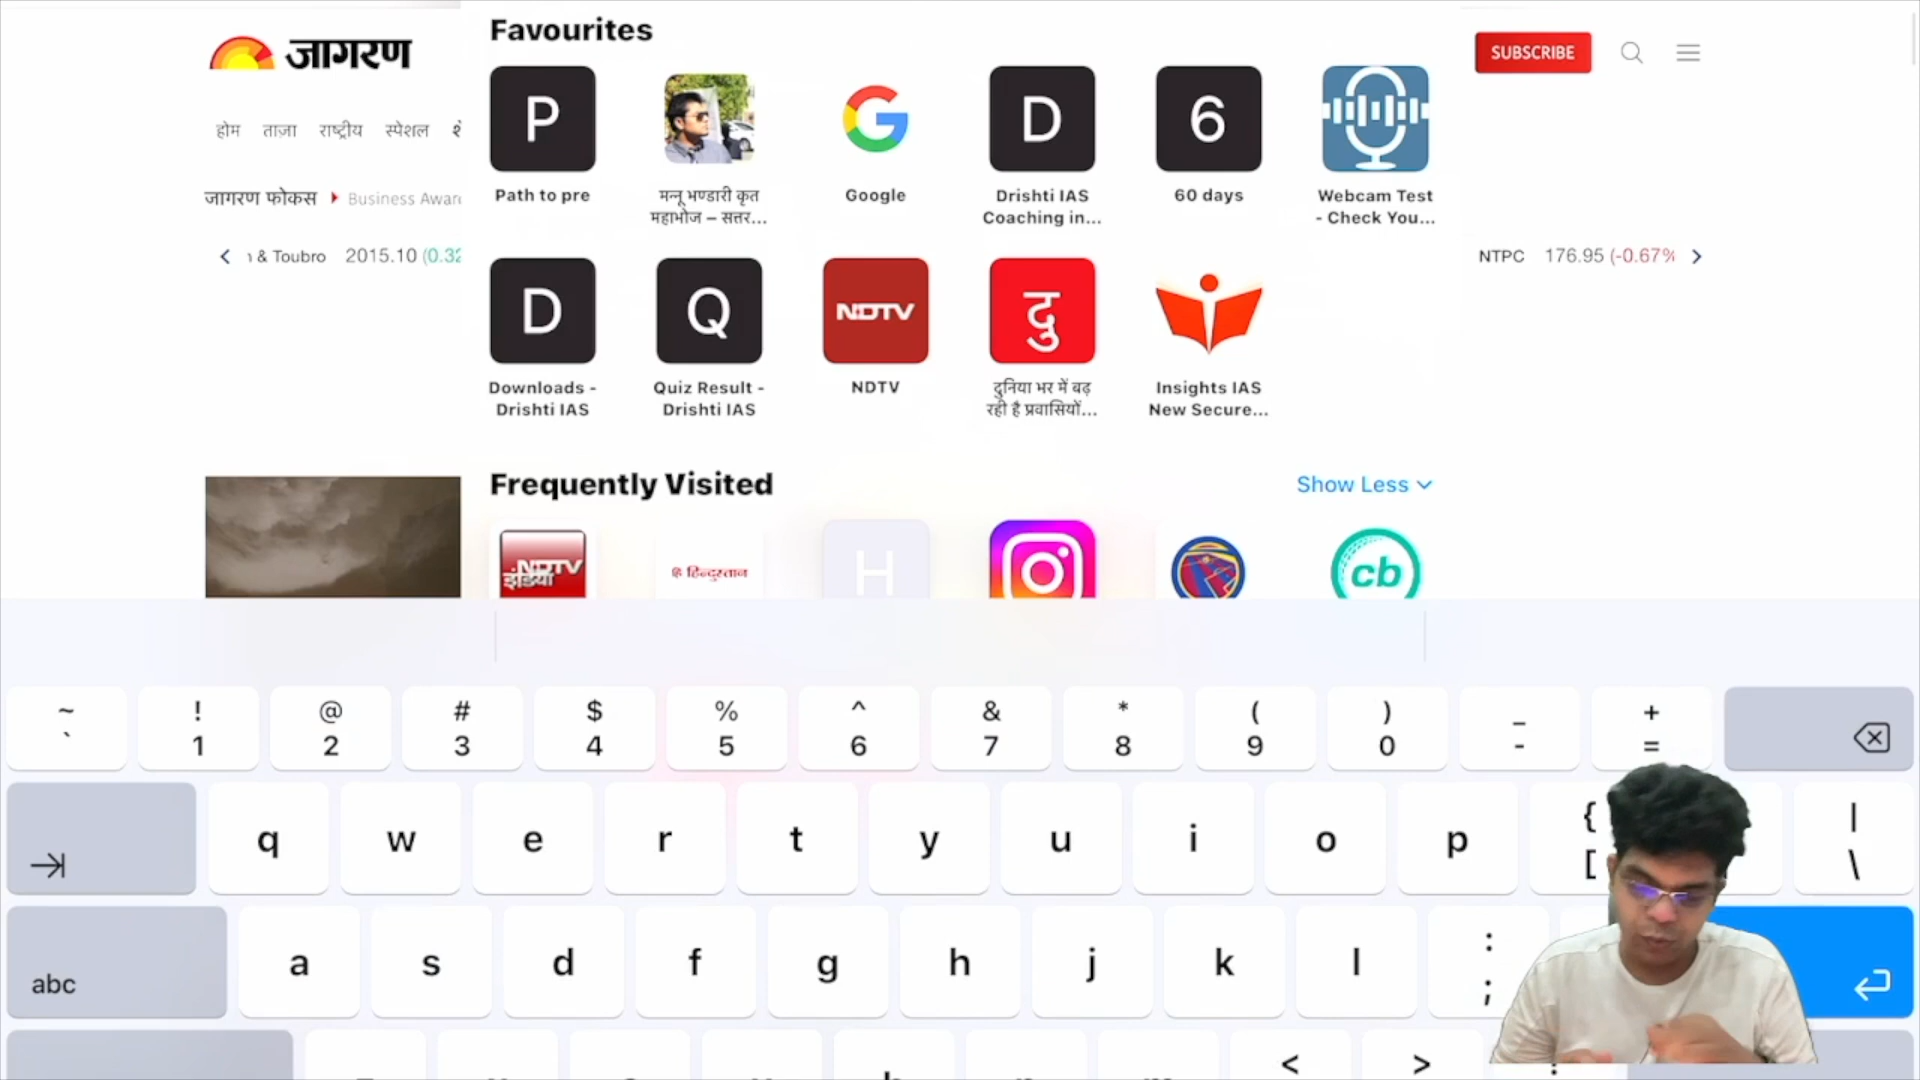 जागरण
SUBSCRIBE
होम ताज़ा राष्ट्रीय स्पेशल
जागरण फोकस Business Awar
& Toubro 2015.10 (0.32
NTPC 176.95 (-0.67%
Favourites
P
D
6
Path to pre
मन्नू भण्डारी कृत
महाभोज – सत्तर...
Google
Drishti IAS
Coaching in...
60 days
Webcam Test
- Check You...
D
Q
NDTV
दु
Downloads -
Drishti IAS
Quiz Result -
Drishti IAS
NDTV
दुनिया भर में बढ़
रही है प्रवासियों...
Insights IAS
New Secure...
Frequently Visited
Show Less
NDTV
इंडिया
हिन्दुस्तान
H
cb
~ ! @ # $ % ^ & * ( ) _ +
` 1 2 3 4 5 6 7 8 9 0 - =
q w e r t y u i o p { [ | \
abc a s d f g h j k l : ;
< >